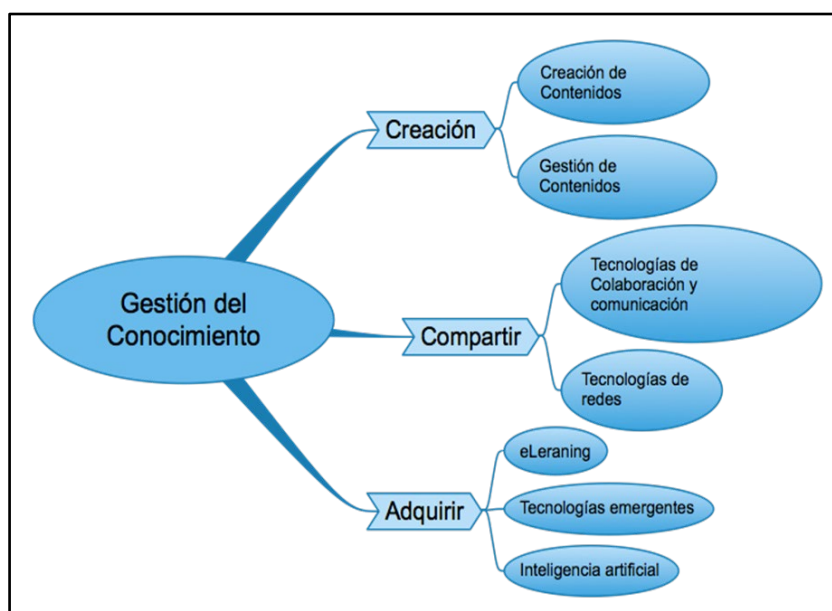 Gestión del
Conocimiento
Creación
Creación de
Contenidos
Gestión de
Contenidos
Compartir
Tecnologías de
Colaboración y
comunicación
Tecnologías de
redes
Adquirir
eLeraning
Tecnologías emergentes
Inteligencia artificial